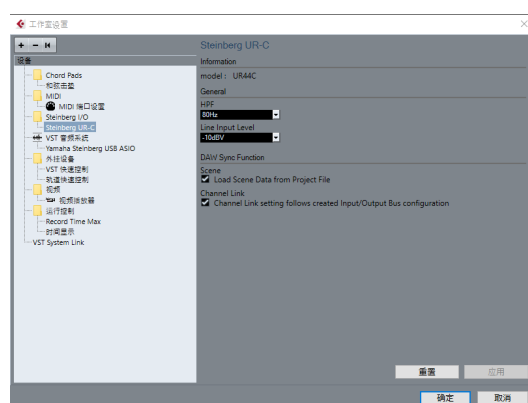 工作室设置
Steinberg UR-C
设备
Information
Chord Pads
model : UR44C
和弦击垫
General
MIDI
MIDI 端口设置
HPF
80Hz
Steinberg I/O
Steinberg UR-C
Line Input Level
-10dBV
VST 音频系统
Yamaha Steinberg USB ASIO
DAW Sync Function
外挂设备
VST 快速控制
Scene
轨道快速控制
Load Scene Data from Project File
视频
Channel Link
视频播放器
Channel Link setting follows created Input/Output Bus configuration
运行控制
Record Time Max
时间显示
VST System Link
重置
应用
确定
取消